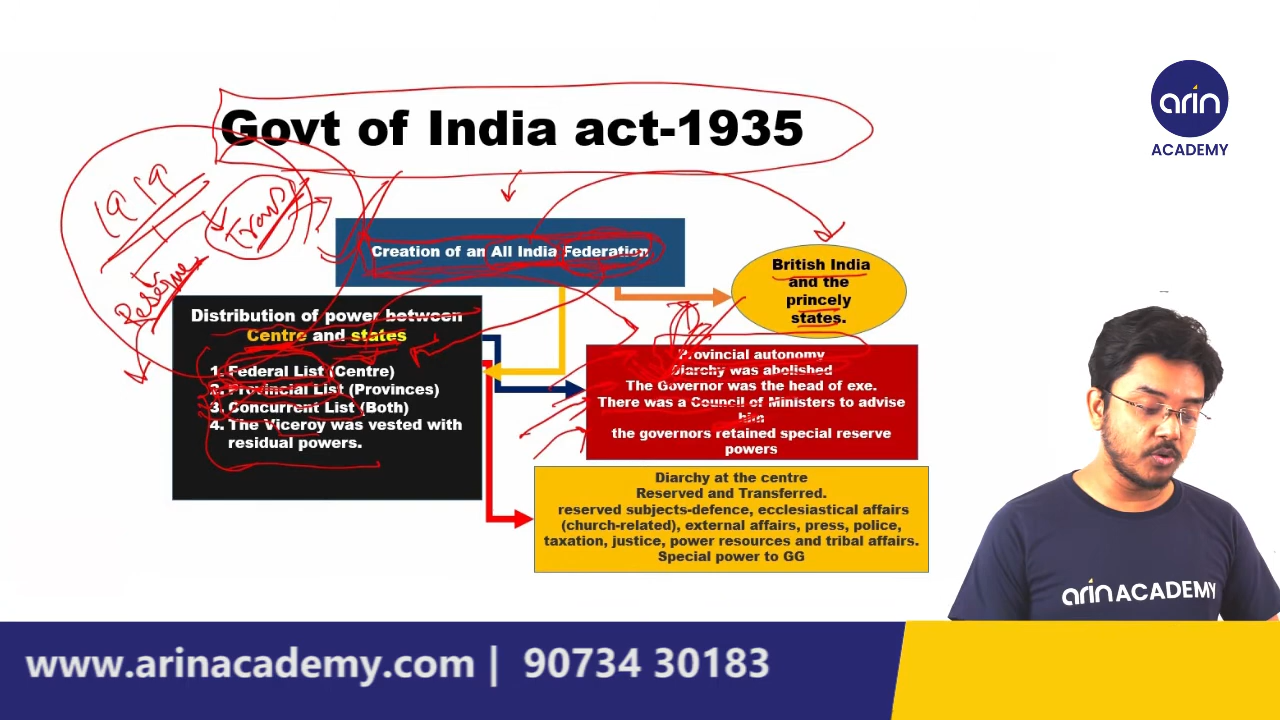 arin
ACADEMY
Govt of India act-1935
1919
Trans
Reserve
Creation of an All India Federation
British India
and the
princely
states.
Distribution of power between
Centre and states
1. Federal List (Centre)
2. Provincial List (Provinces)
3. Concurrent List (Both)
4. The Viceroy was vested with
residual powers.
Provincial autonomy
Diarchy was abolished
The Governor was the head of exe.
There was a Council of Ministers to advise
him
the governors retained special reserve
powers
Diarchy at the centre
Reserved and Transferred.
reserved subjects-defence, ecclesiastical affairs
(church-related), external affairs, press, police,
taxation, justice, power resources and tribal affairs.
Special power to GG
arin ACADEMY
www.arinacademy.com | 90734 30183